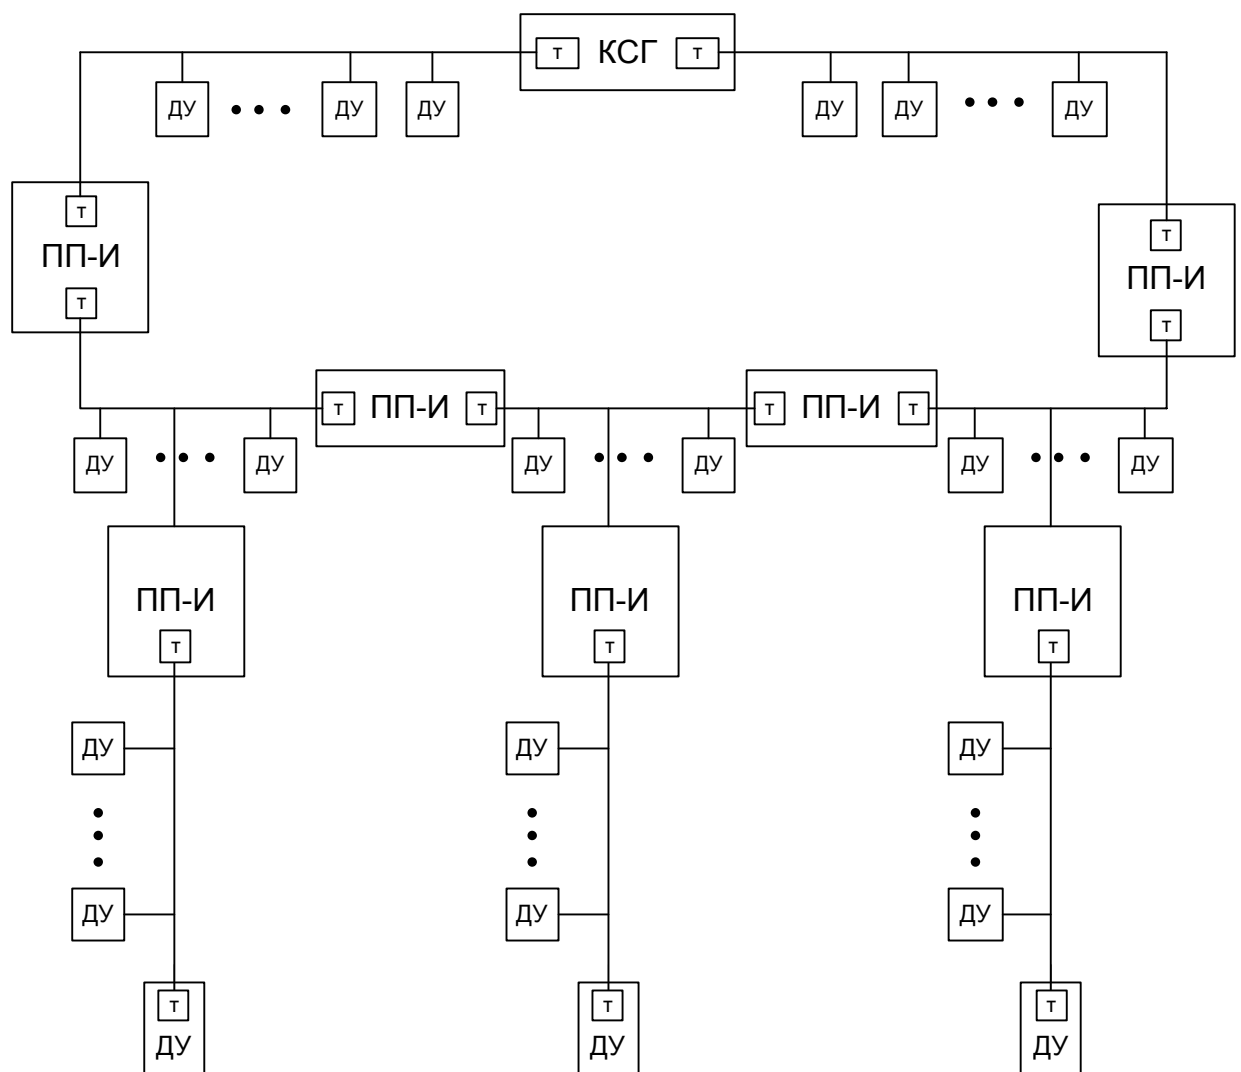 т КСГ т
ДУ ДУ ДУ ДУ ДУ ДУ
т
ПП-И
т
т
ПП-И
т
т ПП-И т т ПП-И т
ДУ ДУ ДУ ДУ ДУ ДУ
ПП-И ПП-И ПП-И
т т т
ДУ ДУ ДУ
ДУ ДУ ДУ
т т т
ДУ ДУ ДУ